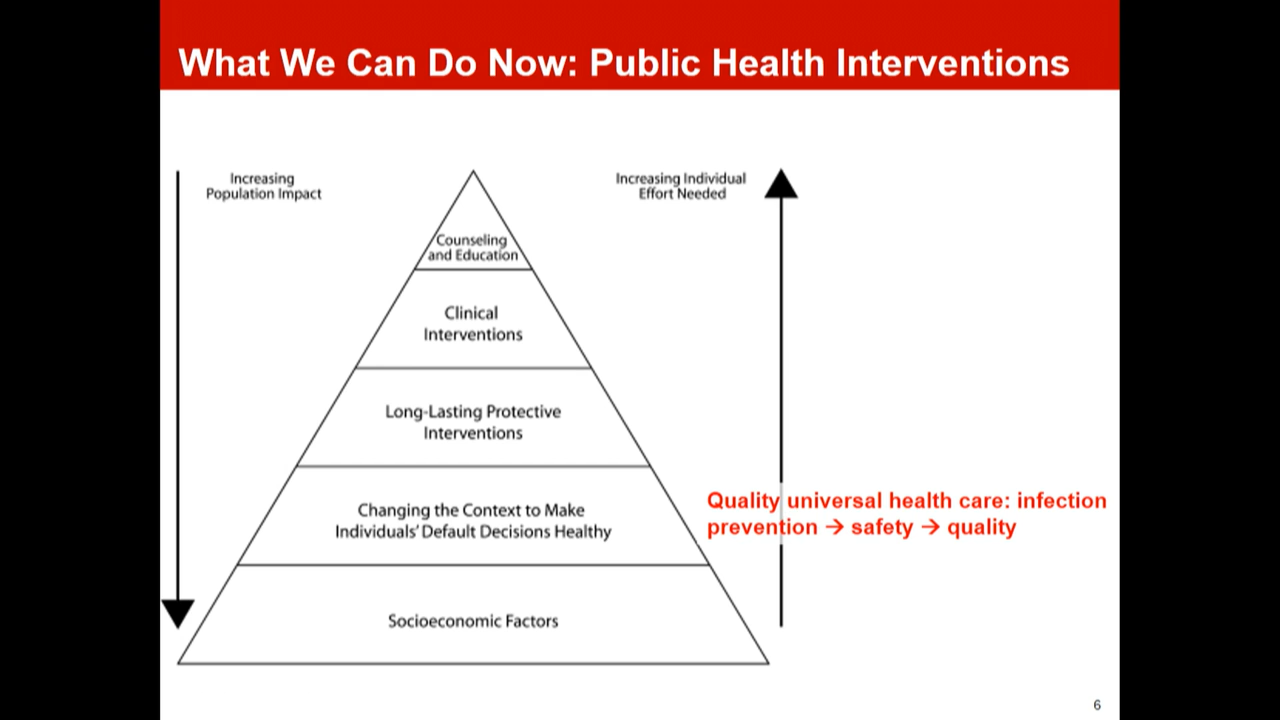 What We Can Do Now: Public Health Interventions
Increasing
Population Impact
Increasing Individual
Effort Needed
Counseling
and Education
Clinical
Interventions
Long-Lasting Protective
Interventions
Changing the Context to Make
Individuals’ Default Decisions Healthy
Quality universal health care: infection
prevention → safety → quality
Socioeconomic Factors
6